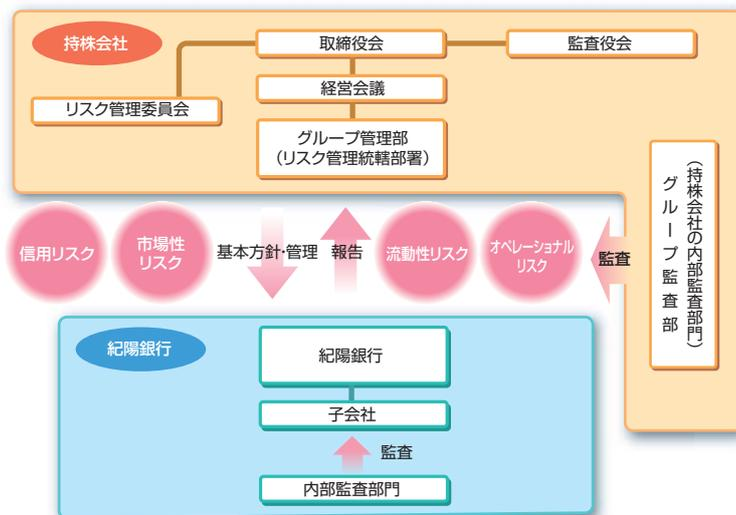 持株会社
取締役会
監査役会
リスク管理委員会
経営会議
グループ管理部
（リスク管理統轄部署）
グループ監査部
（持株会社の内部監査部門）
信用リスク
市場性
リスク
基本方針・管理
報告
流動性リスク
オペレーショナル
リスク
監査
紀陽銀行
紀陽銀行
子会社
監査
内部監査部門